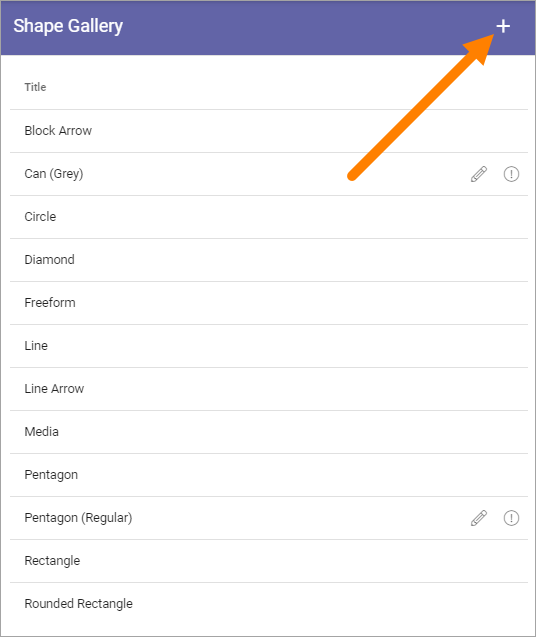 Shape Gallery
Title
Block Arrow
Can (Grey)
Circle
Diamond
Freeform
Line
Line Arrow
Media
Pentagon
Pentagon (Regular)
Rectangle
Rounded Rectangle